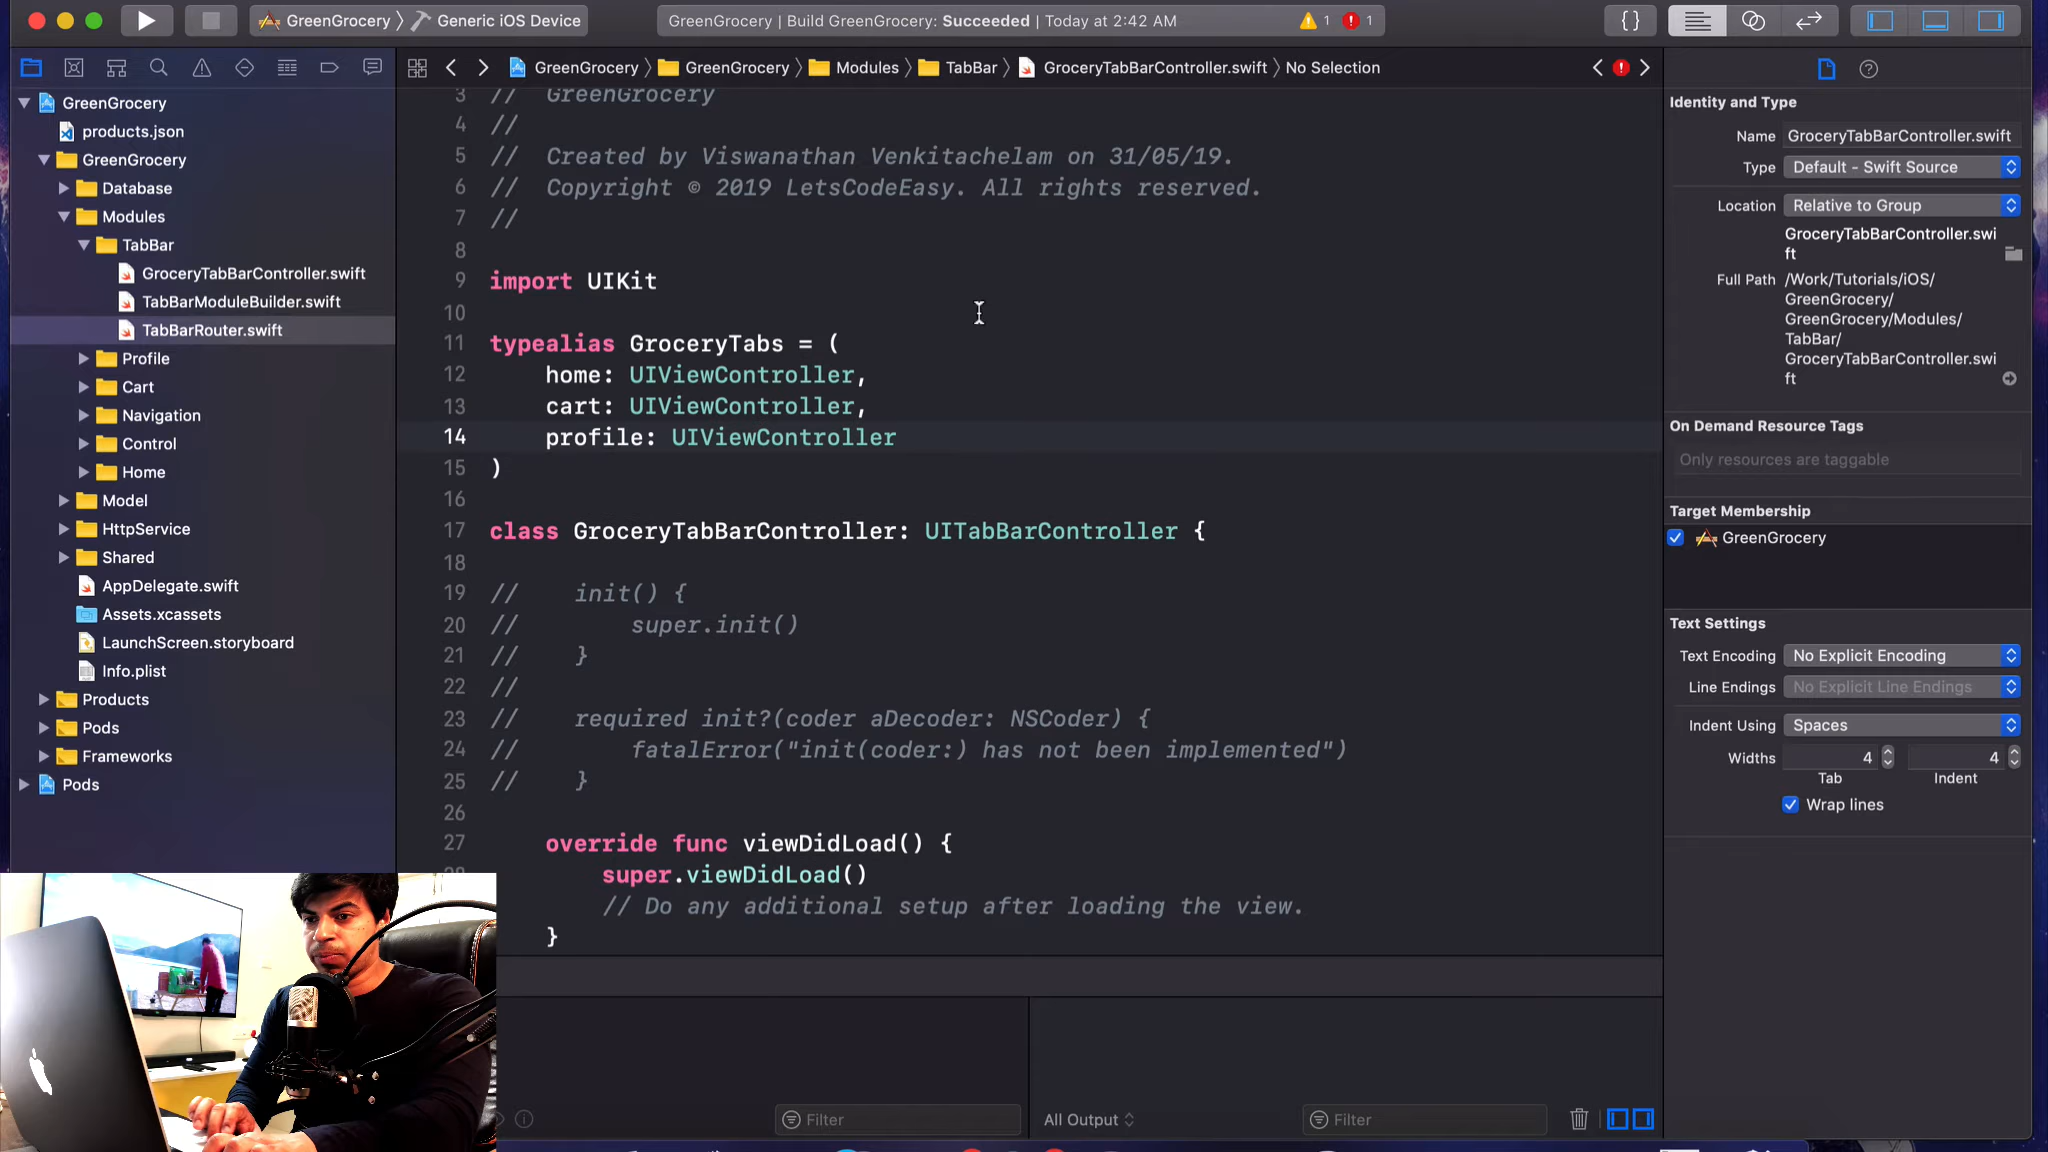 GreenGrocery
Generic iOS Device
GreenGrocery | Build GreenGrocery: Succeeded | Today at 2:42 AM
1
1
{}
GreenGrocery
GreenGrocery
Modules
TabBar
GroceryTabBarController.swift
No Selection
GreenGrocery
products.json
GreenGrocery
Database
Modules
TabBar
GroceryTabBarController.swift
TabBarModuleBuilder.swift
TabBarRouter.swift
Profile
Cart
Navigation
Control
Home
Model
HttpService
Shared
AppDelegate.swift
Assets.xcassets
LaunchScreen.storyboard
Info.plist
Products
Pods
Frameworks
Pods
3 // GreenGrocery
4 //
5 // Created by Viswanathan Venkitachelam on 31/05/19.
6 // Copyright © 2019 LetsCodeEasy. All rights reserved.
7 //
8
9 import UIKit
10
11 typealias GroceryTabs = (
12 home: UIViewController,
13 cart: UIViewController,
14 profile: UIViewController
15 )
16
17 class GroceryTabBarController: UITabBarController {
18
19 // init() {
20 // super.init()
21 // }
22 //
23 // required init?(coder aDecoder: NSCoder) {
24 // fatalError("init(coder:) has not been implemented")
25 // }
26
27 override func viewDidLoad() {
super.viewDidLoad()
// Do any additional setup after loading the view.
}
Filter
All Output
Filter
Identity and Type
Name GroceryTabBarController.swift
Type Default - Swift Source
Location Relative to Group
GroceryTabBarController.swi
ft
Full Path /Work/Tutorials/iOS/
GreenGrocery/
GreenGrocery/Modules/
TabBar/
GroceryTabBarController.swi
ft
On Demand Resource Tags
Only resources are taggable
Target Membership
GreenGrocery
Text Settings
Text Encoding No Explicit Encoding
Line Endings No Explicit Line Endings
Indent Using Spaces
Widths 4 4
Tab Indent
Wrap lines